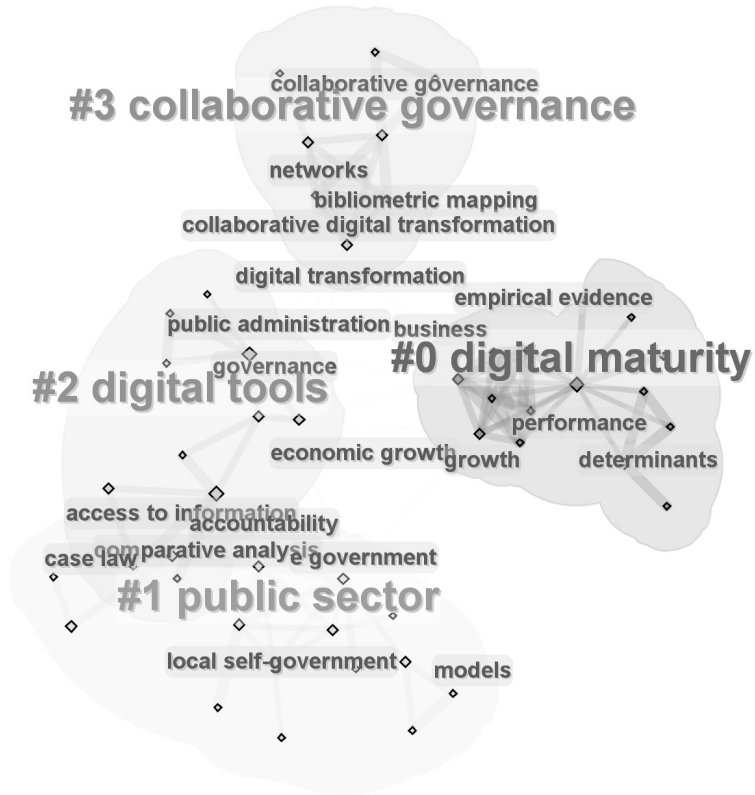 collaborative governance
#3 collaborative governance
networks
bibliometric mapping
collaborative digital transformation
digital transformation
empirical evidence
public administration
business
#0 digital maturity
governance
#2 digital tools
performance
economic growth
growth
determinants
access to information
accountability
comparative analysis
case law
e government
#1 public sector
local self-government
models